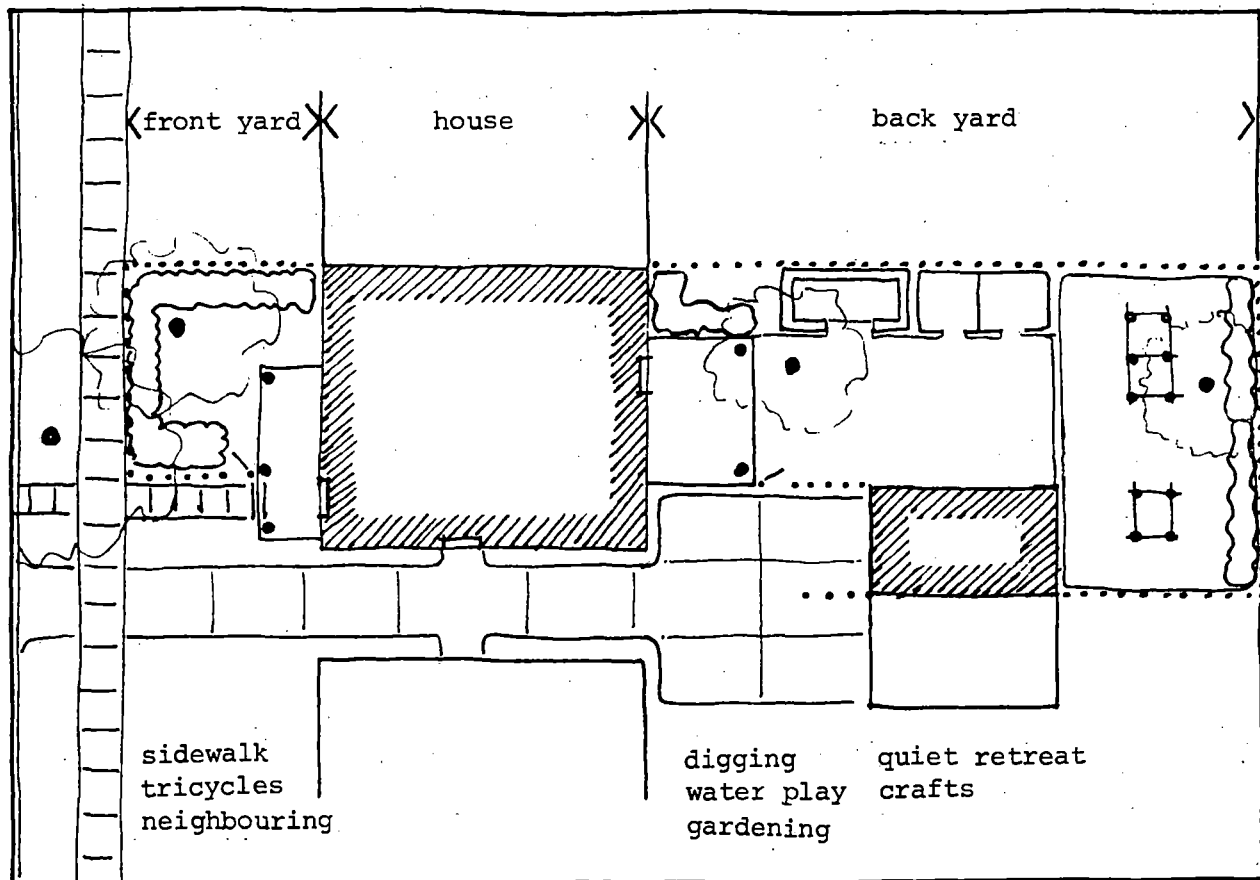 front yard
house
back yard
sidewalk
tricycles
neighbouring
digging
water play
gardening
quiet retreat
crafts